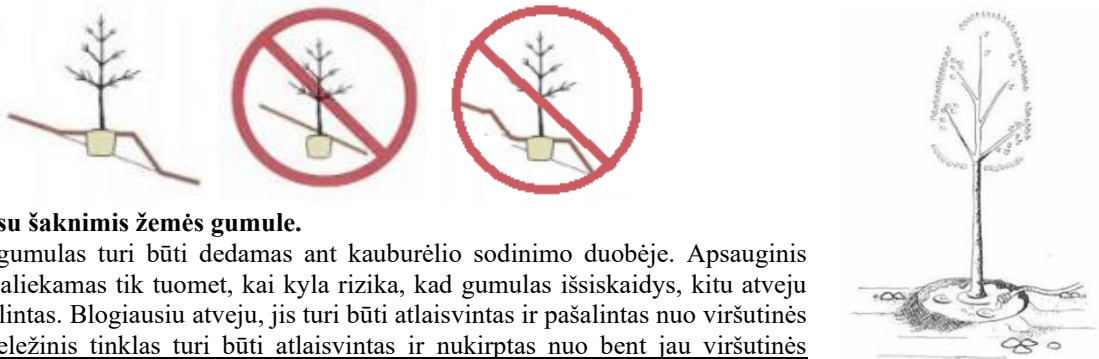 su šaknimis žemės gumule.
gumulas turi būti dedamas ant kauburėlio sodinimo duobėje. Apsauginis
aliekamas tik tuomet, kai kyla rizika, kad gumulas išsiskaidys, kitu atveju
lintas. Blogiausiu atveju, jis turi būti atlaisvintas ir pašalintas nuo viršutinės
eležinis tinklas turi būti atlaisvintas ir nukirptas nuo bent jau viršutinės